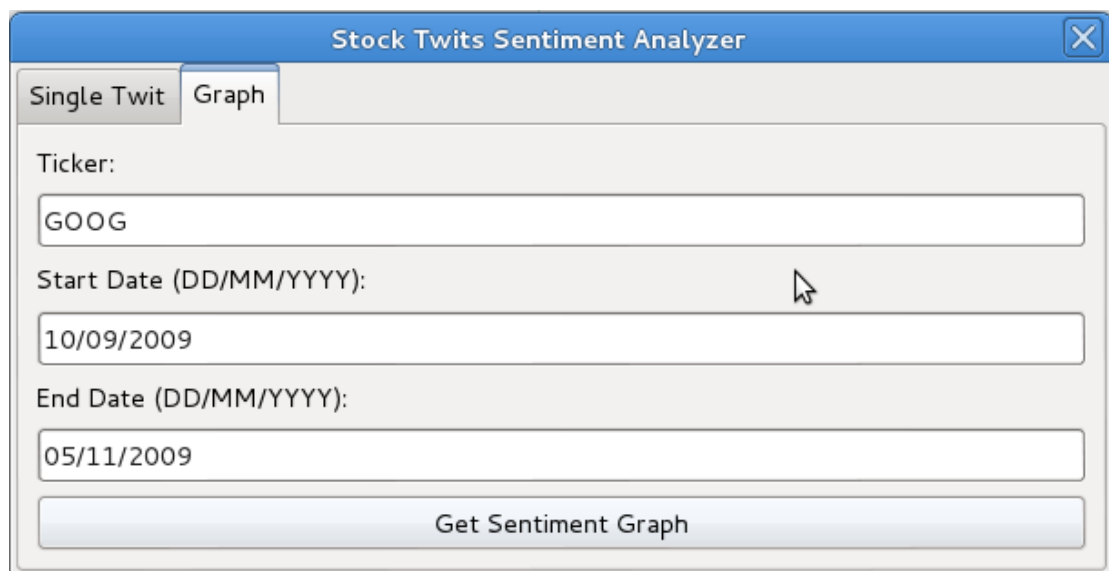 Stock Twits Sentiment Analyzer
Single Twit Graph
Ticker:
GOOG
Start Date (DD/MM/YYYY):
10/09/2009
End Date (DD/MM/YYYY):
05/11/2009
Get Sentiment Graph